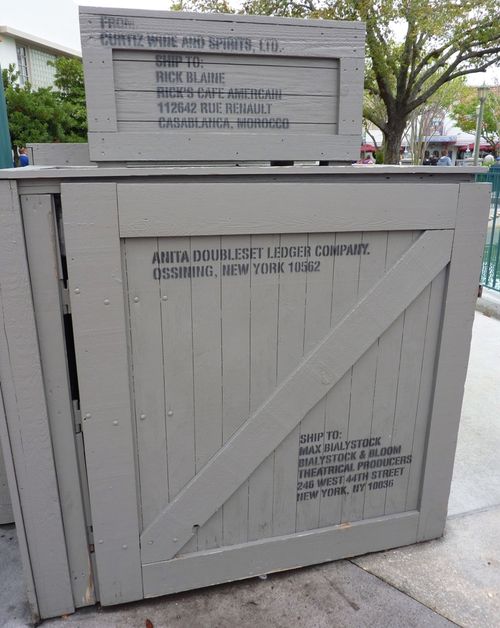 FROM
CURTIZ WINE AND SPIRITS, LTD.
SHIP TO:
RICK BLAINE
RICK'S CAFE AMERCAIN
112642 RUE RENAULT
CASABLANCA, MOROCCO
ANITA DOUBLESET LEDGER COMPANY.
OSSINING, NEW YORK 10562
SHIP TO:
MAX BIALYSTOCK
BIALYSTOCK & BLOOM
THEATRICAL PRODUCERS
246 WEST 44TH STREET
NEW YORK, NY 10036